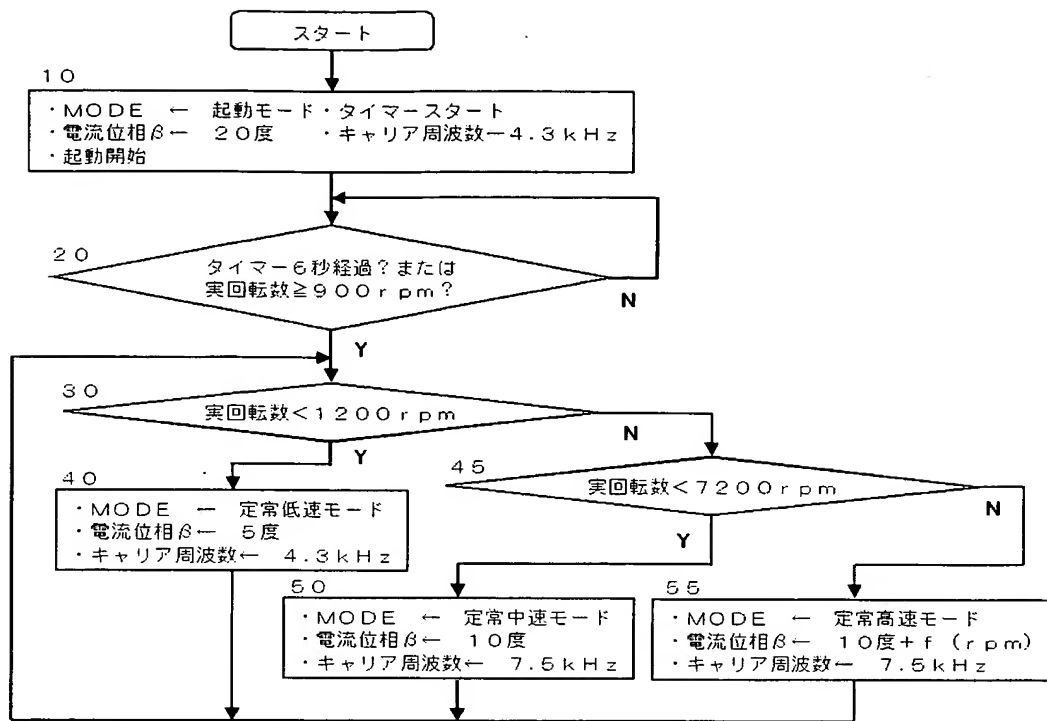 スタート
10
・MODE ← 起動モード・タイマースタート
・電流位相β← 20度 ・キャリア周波数←4.3kHz
・起動開始
20
タイマー6秒経過?または
実回転数≧900rpm?
N
Y
30
実回転数<1200rpm
N
Y
45
実回転数<7200rpm
N
Y
40
・MODE ← 定常低速モード
・電流位相β← 5度
・キャリア周波数← 4.3kHz
50
・MODE ← 定常中速モード
・電流位相β← 10度
・キャリア周波数← 7.5kHz
55
・MODE ← 定常高速モード
・電流位相β← 10度+f(rpm)
・キャリア周波数← 7.5kHz